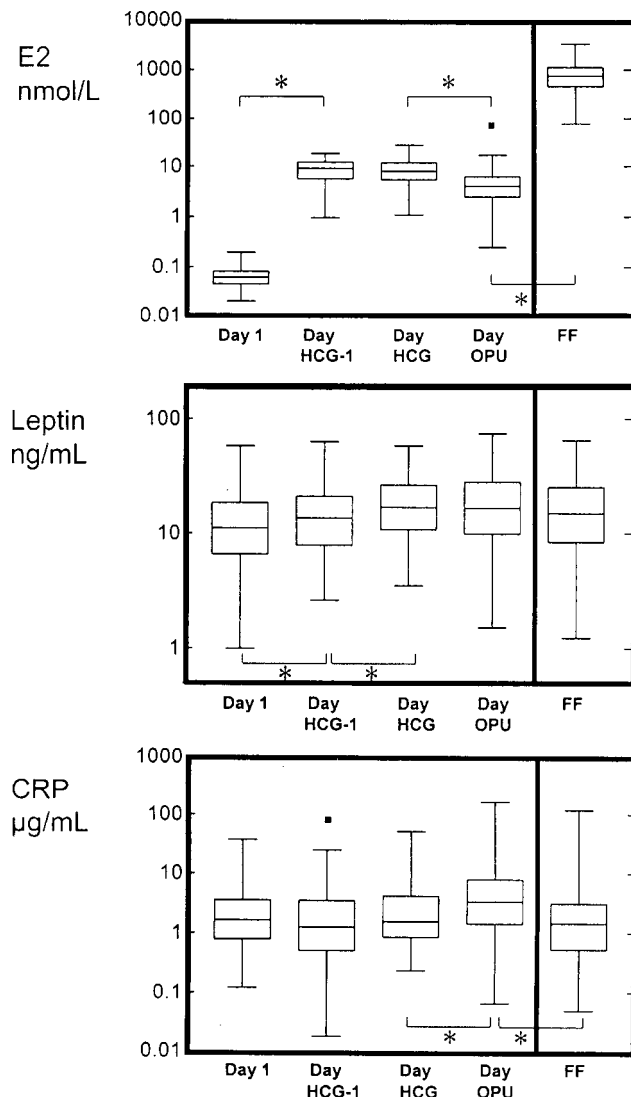 E2
nmol/L
10000
1000
100
10
1
0.1
0.01
*
*
*
Day 1
Day
HCG-1
Day
HCG
Day
OPU
FF
Leptin
ng/mL
100
10
1
*
*
Day 1
Day
HCG-1
Day
HCG
Day
OPU
FF
CRP
µg/mL
1000
100
10
1
0.1
0.01
*
*
Day 1
Day
HCG-1
Day
HCG
Day
OPU
FF